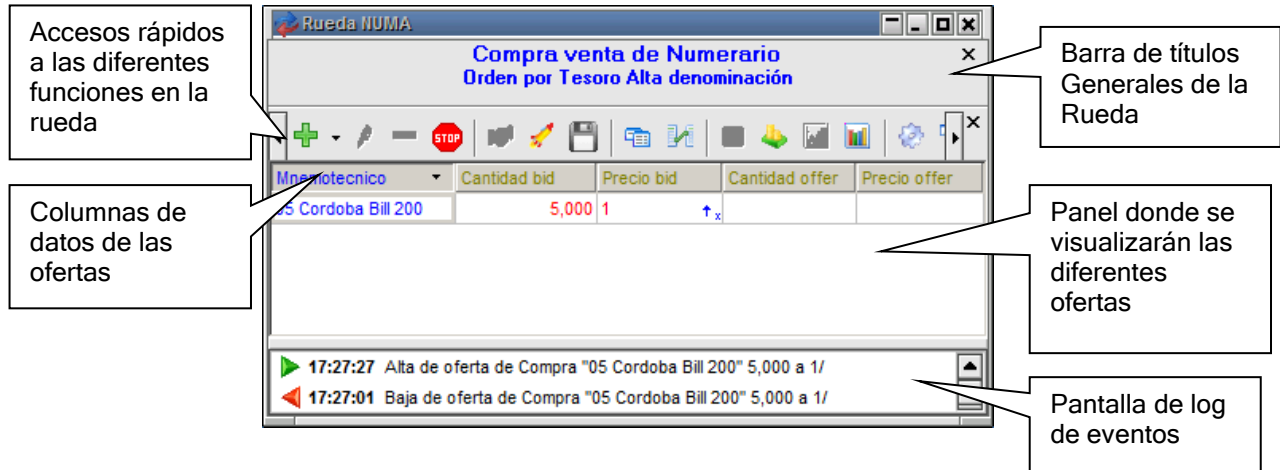 Accesos rápidos
a las diferentes
funciones en la
rueda
Columnas de
datos de las
ofertas
Rueda NUMA
Compra venta de Numerario
Orden por Tesoro Alta denominación
STOP
Mnemotecnico Cantidad bid Precio bid Cantidad offer Precio offer
05 Cordoba Bill 200 5,000 1 x
17:27:27 Alta de oferta de Compra "05 Cordoba Bill 200" 5,000 a 1/
17:27:01 Baja de oferta de Compra "05 Cordoba Bill 200" 5,000 a 1/
Barra de títulos
Generales de la
Rueda
Panel donde se
visualizarán las
diferentes
ofertas
Pantalla de log
de eventos